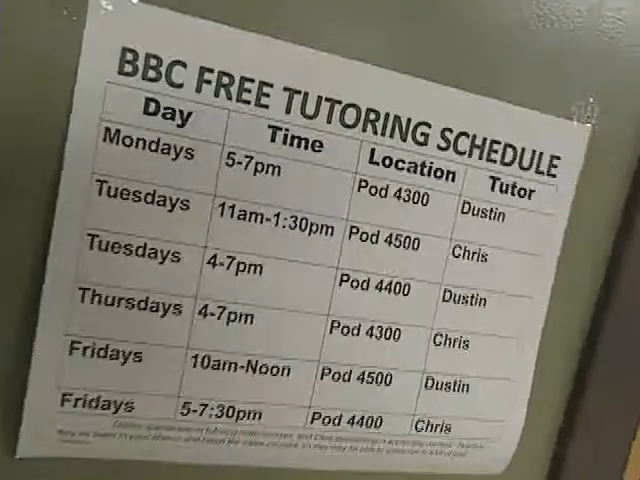 BBC FREE TUTORING SCHEDULE
Day Time Location Tutor
Mondays 5-7pm Pod 4300 Dustin
Tuesdays 11am-1:30pm Pod 4500 Chris
Tuesdays 4-7pm Pod 4400 Dustin
Thursdays 4-7pm Pod 4300 Chris
Fridays 10am-Noon Pod 4500 Dustin
Fridays 5-7:30pm Pod 4400 Chris